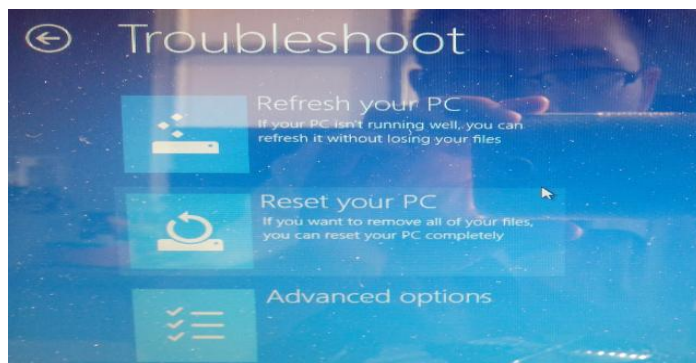 Troubleshoot
Refresh your PC
If your PC isn't running well, you can
refresh it without losing your files
Reset your PC
If you want to remove all of your files,
you can reset your PC completely
Advanced options